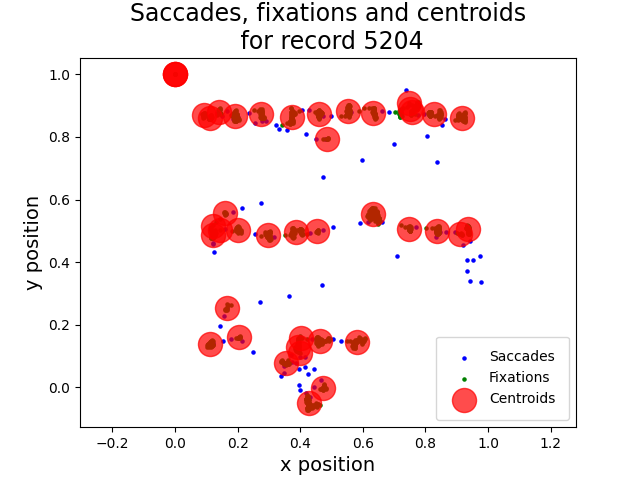 Saccades, fixations and centroids
for record 5204
1.0
0.8
0.6
0.4
0.2
0.0
y position
−0.2
0.0
0.2
0.4
0.6
0.8
1.0
1.2
x position
Saccades
Fixations
Centroids